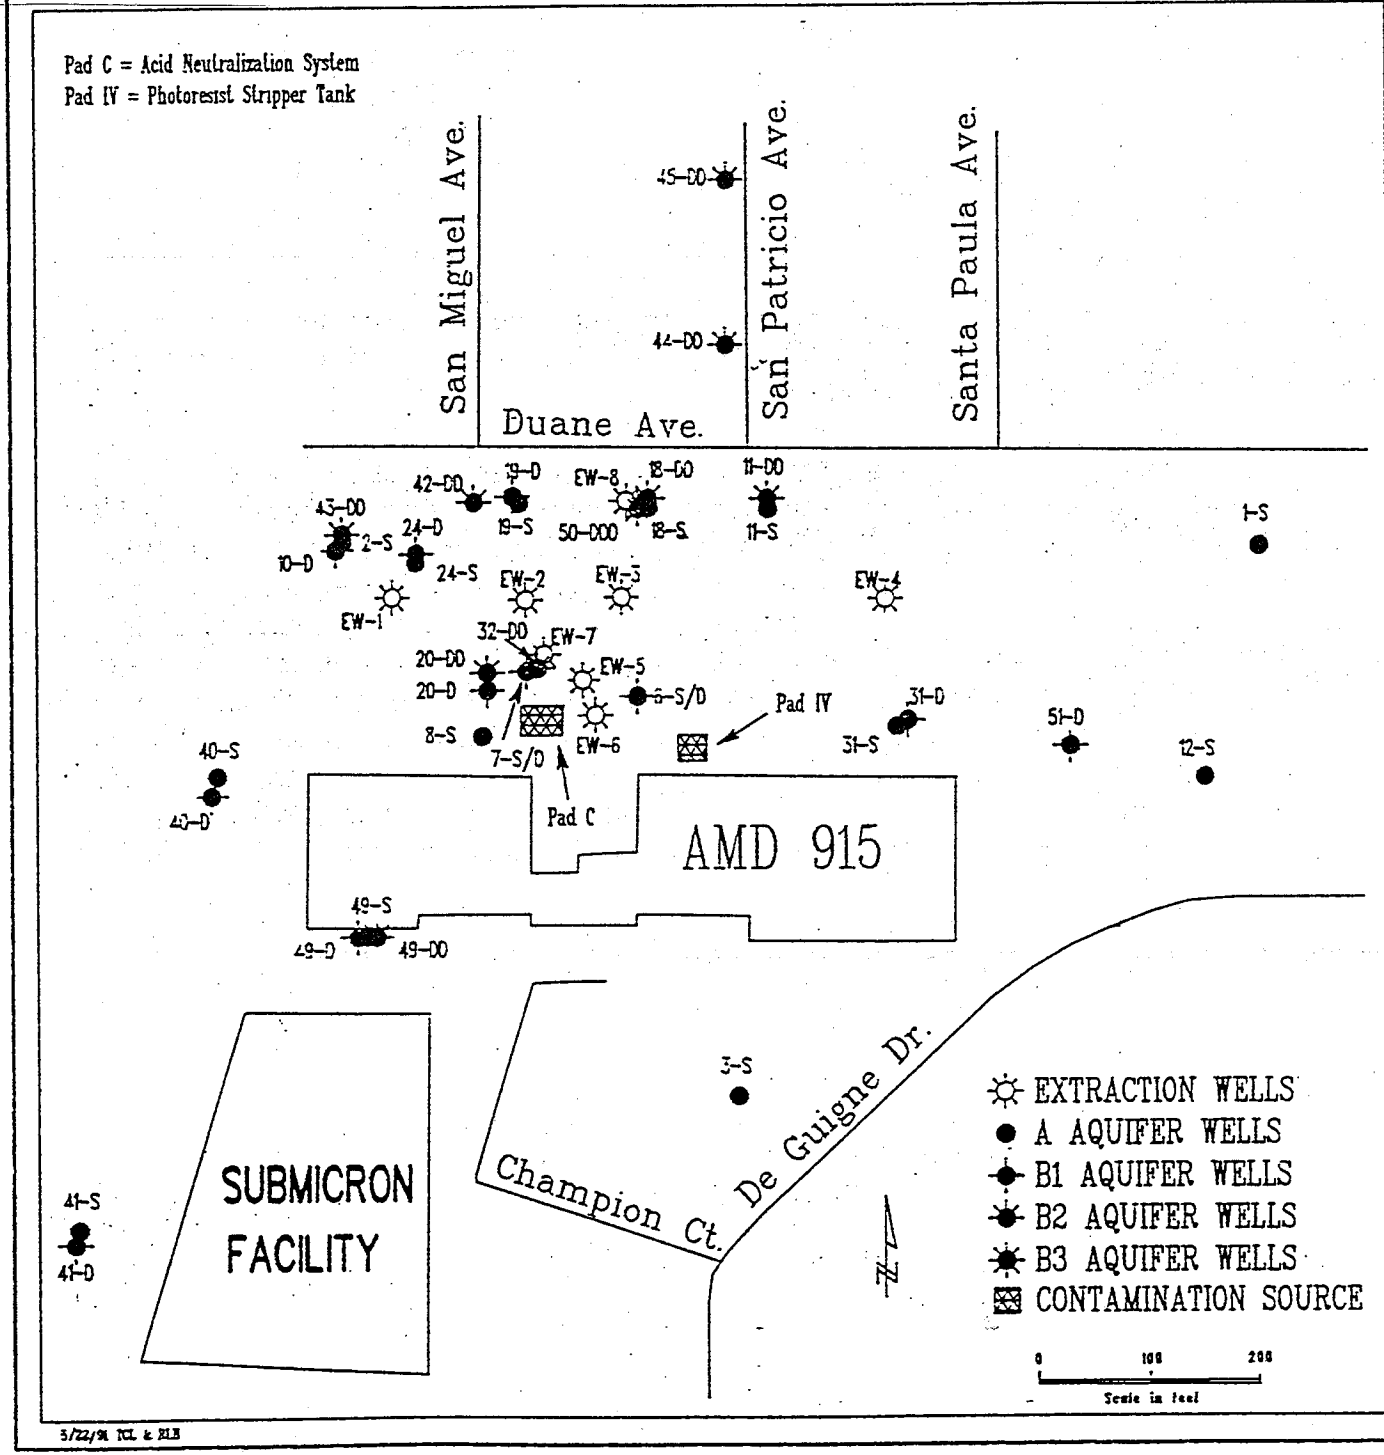 Pad C = Acid Neutralization System
Pad IV = Photoresist Stripper Tank
San Miguel Ave.
San Patricio Ave.
Santa Paula Ave.
45-DD
44-DD
Duane Ave.
42-DD
19-D
EW-8
18-DD
11-DD
43-DD
24-D
19-S
50-DDD
18-S
11-S
1-S
2-S
10-D
24-S
EW-1
EW-2
EW-3
EW-4
32-DD
EW-7
20-DD
EW-5
20-D
6-S/D
Pad IV
31-D
51-D
8-S
7-S/D
EW-6
31-S
12-S
40-S
40-D
Pad C
AMD 915
49-S
49-D
49-DD
3-S
De Guigne Dr.
Champion Ct.
SUBMICRON
FACILITY
41-S
41-D
EXTRACTION WELLS
A AQUIFER WELLS
B1 AQUIFER WELLS
B2 AQUIFER WELLS
B3 AQUIFER WELLS
CONTAMINATION SOURCE
N
0 100 200
Scale in feet
5/22/91 TCL &